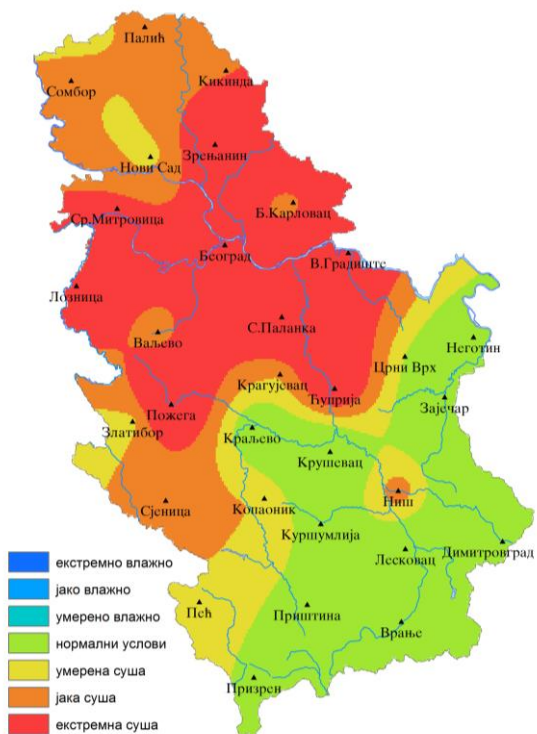 Палић
Кикинда
Сомбор
Зрењанин
Нови Сад
Б.Карловац
Ср.Митровица
Београд
В.Градиште
Лозница
С.Паланка
Ваљево
Неготин
Црни Врх
Крагујевац
Ћуприја
Зајечар
Пожега
Златибор
Краљево
Крушевац
Ниш
Сјеница
Копаоник
Куршумлија
Димитровград
Лесковац
екстремно влажно
јако влажно
умерено влажно
Пећ
Приштина
Врање
нормални услови
умерена суша
Призрен
јака суша
екстремна суша